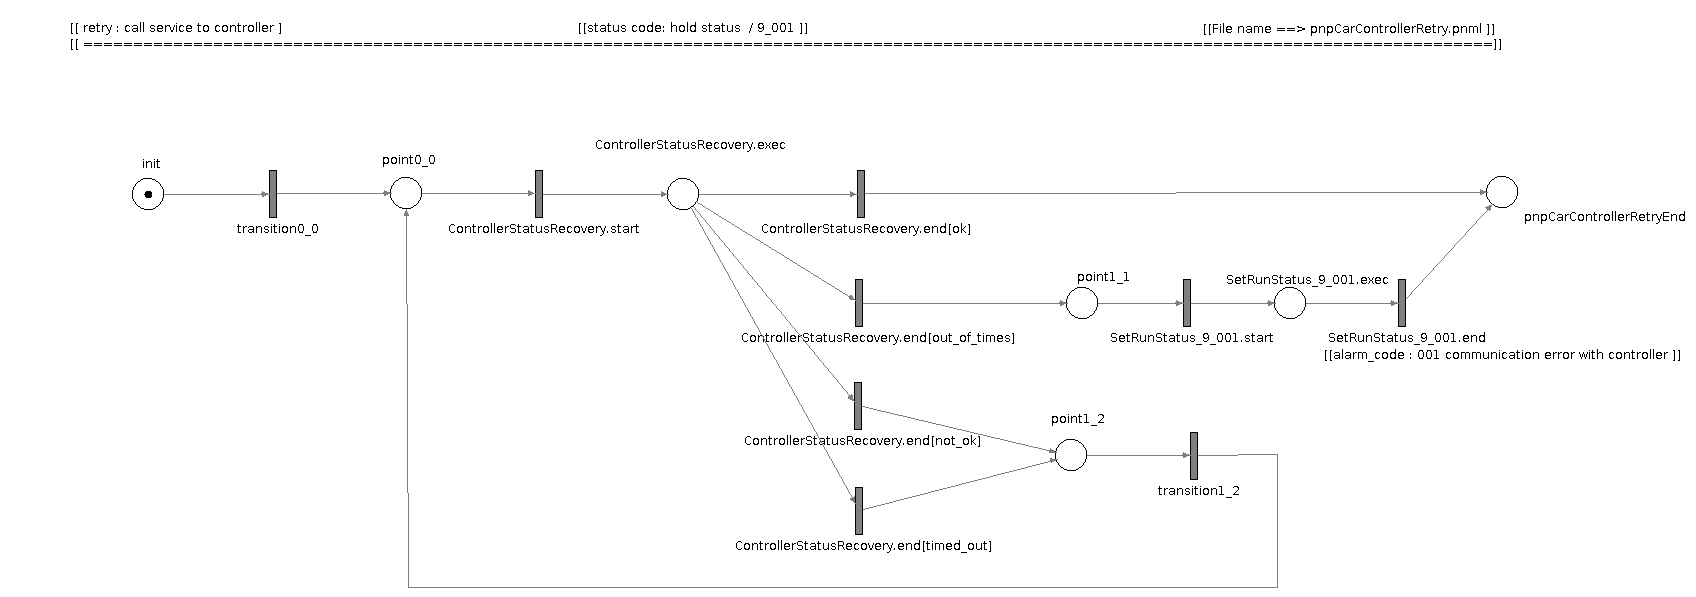 [[ retry : call service to controller ]
[[status code: hold status  / 9_001 ]]
[[File name ==> pnpCarControllerRetry.pnml ]]
[[ =============================================================================================================================================]]
ControllerStatusRecovery.exec
init
point0_0
transition0_0
ControllerStatusRecovery.start
ControllerStatusRecovery.end[ok]
pnpCarControllerRetryEnd
point1_1
SetRunStatus_9_001.exec
ControllerStatusRecovery.end[out_of_times]
SetRunStatus_9_001.start
SetRunStatus_9_001.end
[[alarm_code : 001 communication error with controller ]]
point1_2
ControllerStatusRecovery.end[not_ok]
transition1_2
ControllerStatusRecovery.end[timed_out]